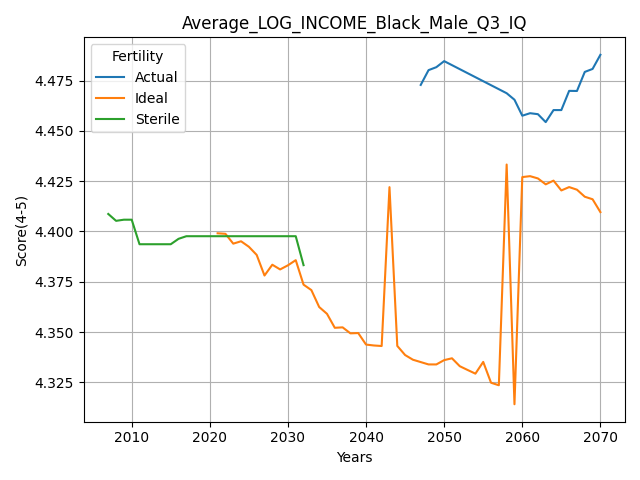 Average_LOG_INCOME_Black_Male_Q3_IQ
Fertility
Actual
Ideal
Sterile
Score(4-5)
4.475
4.450
4.425
4.400
4.375
4.350
4.325
2010 2020 2030 2040 2050 2060 2070
Years